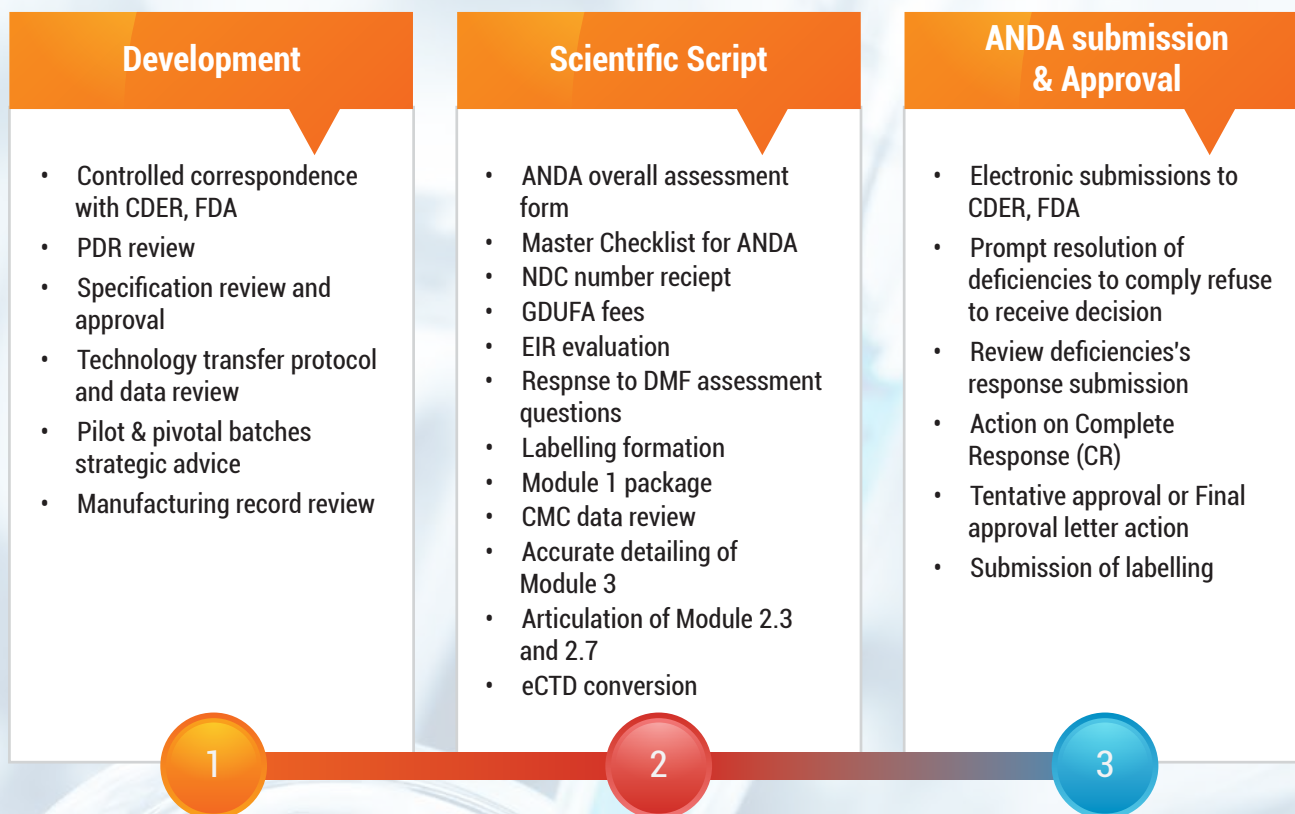 Development
• Controlled correspondence
with CDER, FDA
• PDR review
• Specification review and
approval
• Technology transfer protocol
and data review
• Pilot & pivotal batches
strategic advice
• Manufacturing record review
1
Scientific Script
• ANDA overall assessment
form
• Master Checklist for ANDA
• NDC number reciept
• GDUFA fees
• EIR evaluation
• Respnse to DMF assessment
questions
• Labelling formation
• Module 1 package
• CMC data review
• Accurate detailing of
Module 3
• Articulation of Module 2.3
and 2.7
• eCTD conversion
2
ANDA submission
& Approval
• Electronic submissions to
CDER, FDA
• Prompt resolution of
deficiencies to comply refuse
to receive decision
• Review deficiencies's
response submission
• Action on Complete
Response (CR)
• Tentative approval or Final
approval letter action
• Submission of labelling
3